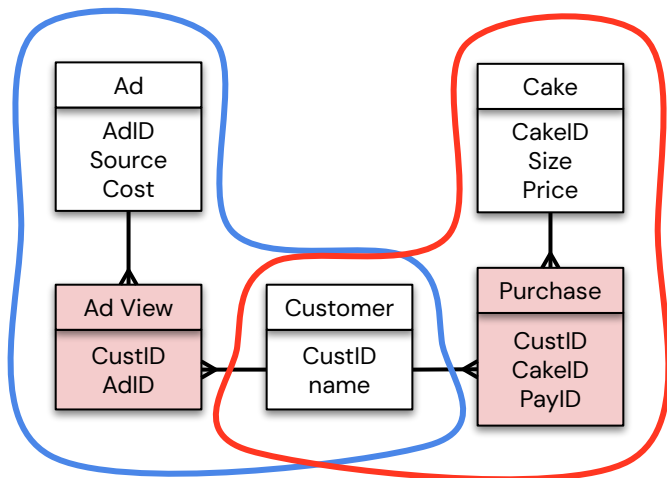 Ad
AdID
Source
Cost
Cake
CakeID
Size
Price
Ad View
CustID
AdID
Customer
CustID
name
Purchase
CustID
CakeID
PayID